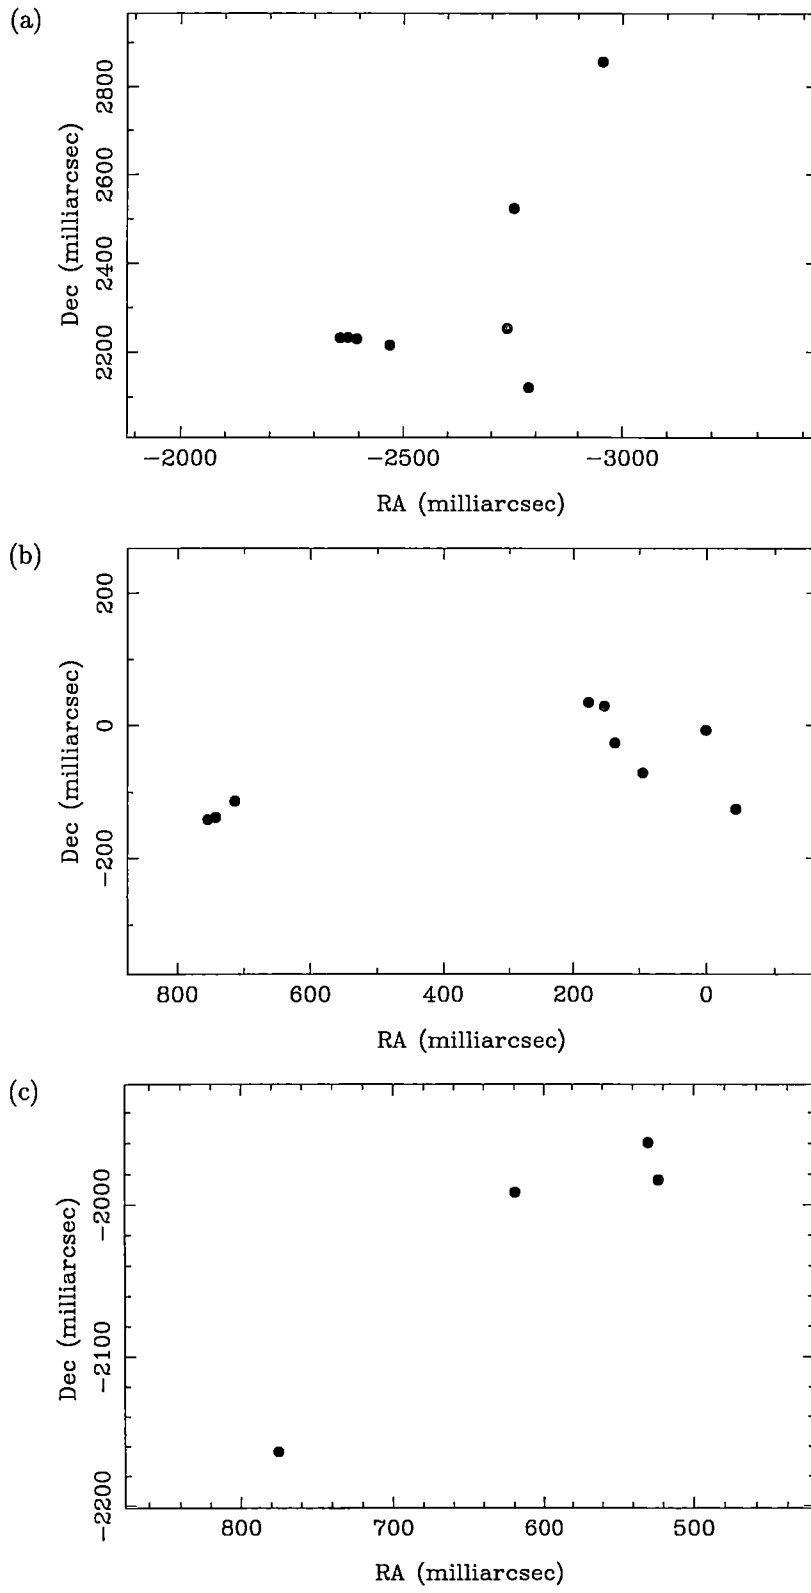 (a)
Dec (milliarcsec)
2800
2600
2400
2200
−2000 −2500 −3000
RA (milliarcsec)
(b)
Dec (milliarcsec)
200
0
−200
800 600 400 200 0
RA (milliarcsec)
(c)
Dec (milliarcsec)
−2000
−2100
−2200
800 700 600 500
RA (milliarcsec)